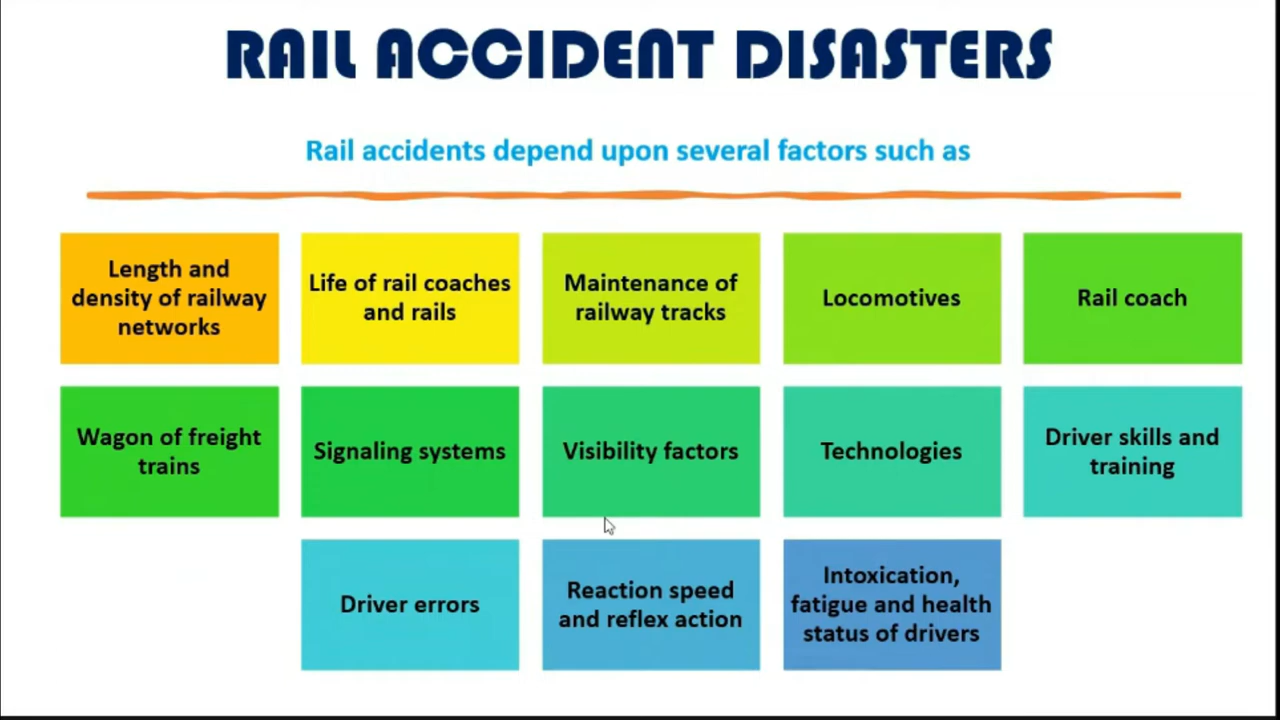 RAIL ACCIDENT DISASTERS
Rail accidents depend upon several factors such as
Length and
density of railway
networks
Life of rail coaches
and rails
Maintenance of
railway tracks
Locomotives
Rail coach
Wagon of freight
trains
Signaling systems
Visibility factors
Technologies
Driver skills and
training
Driver errors
Reaction speed
and reflex action
Intoxication,
fatigue and health
status of drivers